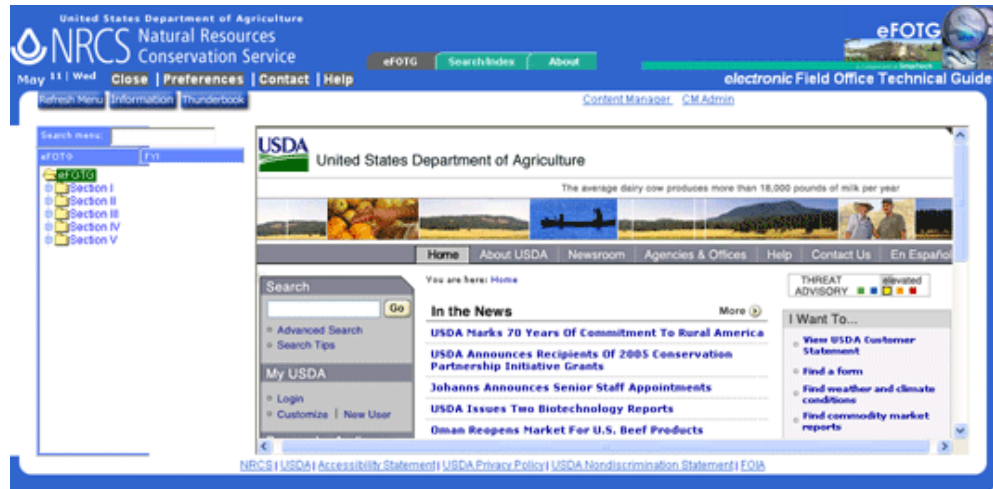 United States Department of Agriculture
NRCS Natural Resources
Conservation Service
eFOTG
eFOTG Search/Index About
May 11 | Wed Close | Preferences | Contact | Help
electronic Field Office Technical Guide
Refresh Menu Information Thunderbook
Content Manager CM Admin
Search menu:
eFOTG FYI
eFOTG
Section I
Section II
Section III
Section IV
Section V
USDA
United States Department of Agriculture
The average dairy cow produces more than 18,000 pounds of milk per year
Home About USDA Newsroom Agencies & Offices Help Contact Us En Español
Search
Go
Advanced Search
Search Tips
My USDA
Login
Customize | New User
You are here: Home
In the News More
USDA Marks 70 Years Of Commitment To Rural America
USDA Announces Recipients Of 2005 Conservation
Partnership Initiative Grants
Johanns Announces Senior Staff Appointments
USDA Issues Two Biotechnology Reports
Oman Reopens Market For U.S. Beef Products
THREAT elevated
ADVISORY
I Want To...
View USDA Customer
Statement
Find a form
Find weather and climate
conditions
Find commodity market
reports
NRCS | USDA | Accessibility Statement | USDA Privacy Policy | USDA Nondiscrimination Statement | FOIA